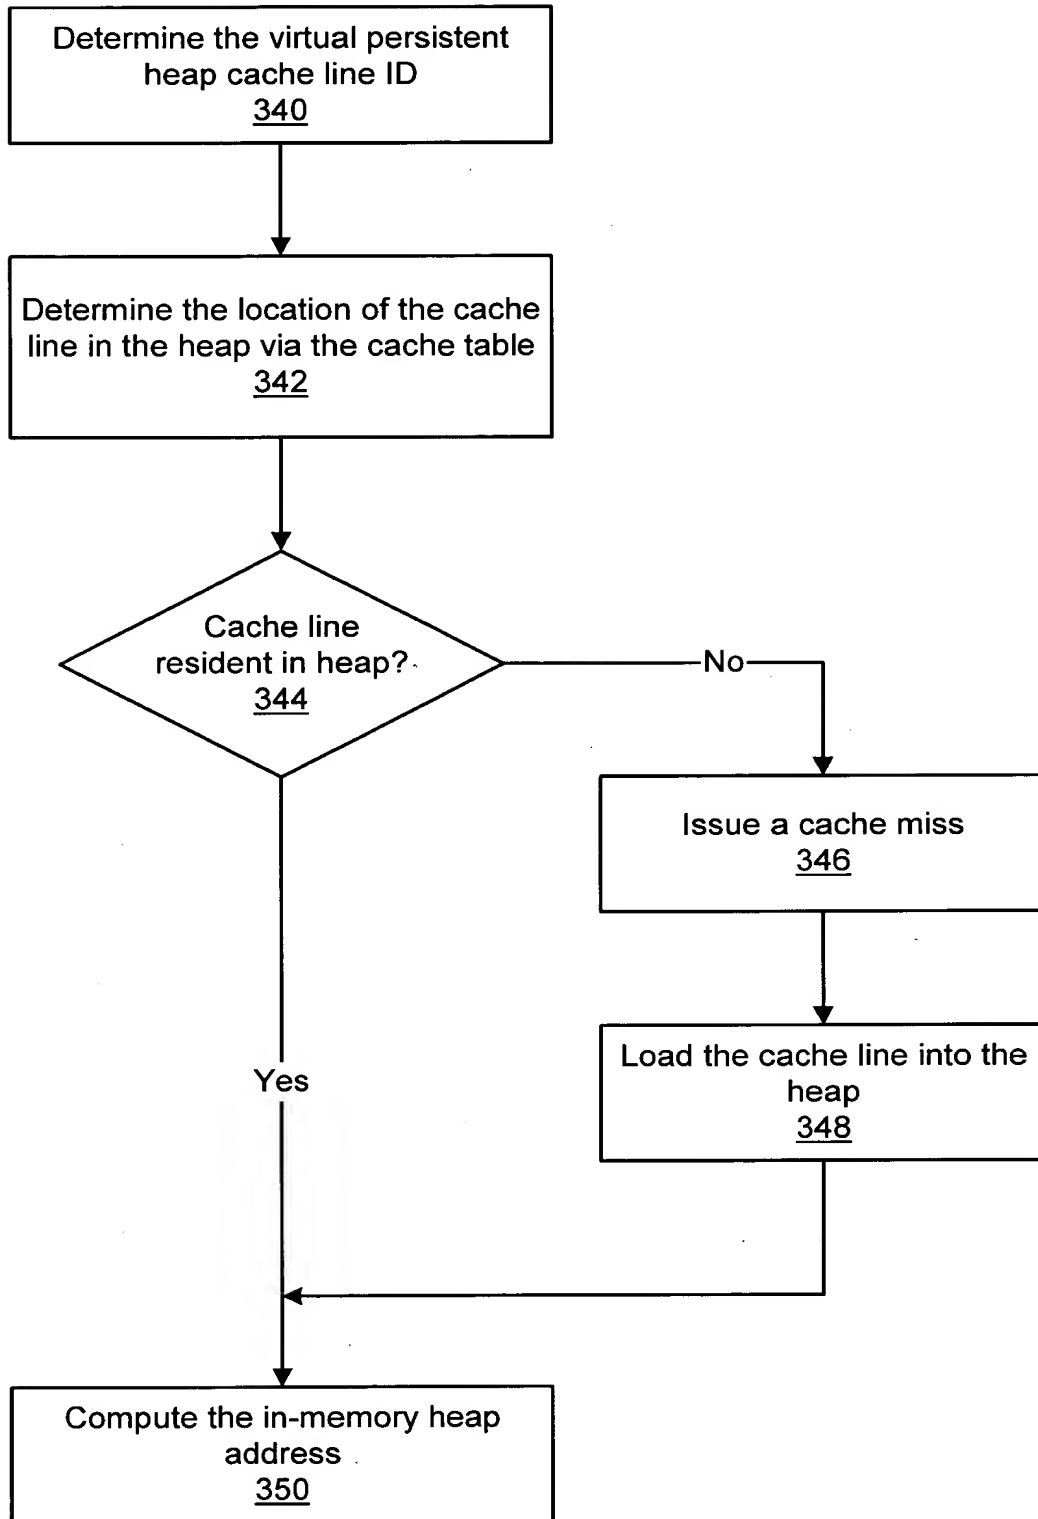 Determine the virtual persistent
heap cache line ID
340
Determine the location of the cache
line in the heap via the cache table
342
Cache line
resident in heap?
344
No
Issue a cache miss
346
Load the cache line into the
heap
348
Yes
Compute the in-memory heap
address
350